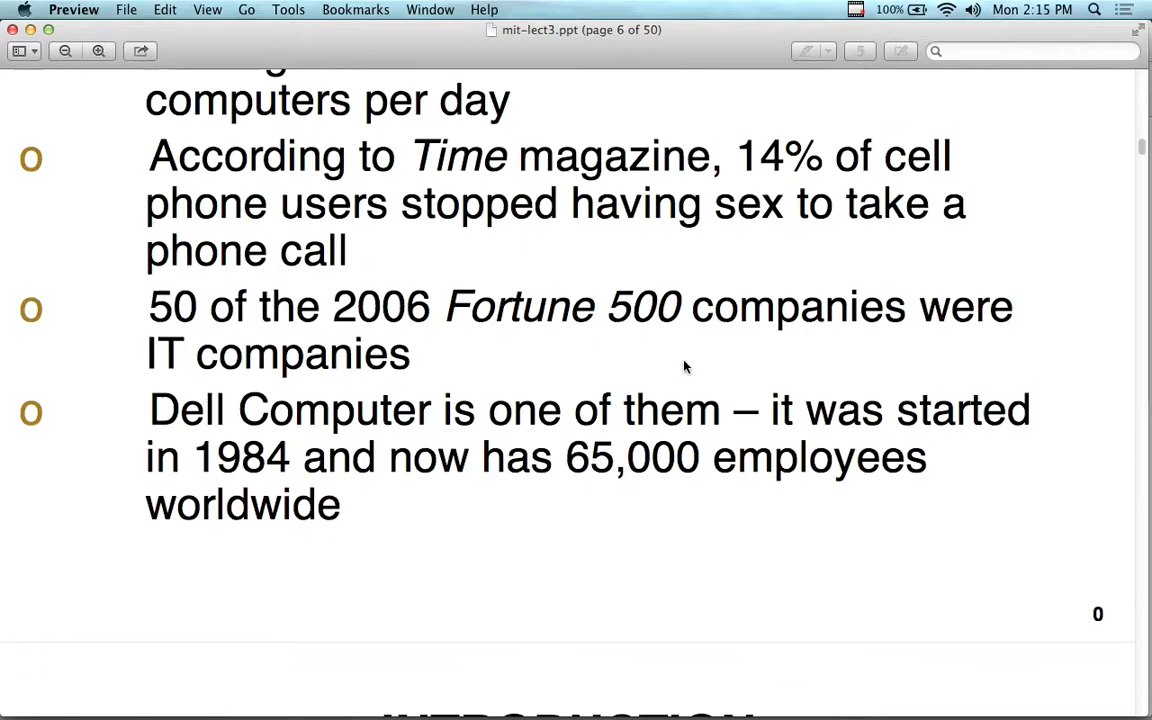 Preview File Edit View Go Tools Bookmarks Window Help 100% Mon 2:15 PM
mit-lect3.ppt (page 6 of 50)
computers per day
o According to Time magazine, 14% of cell
phone users stopped having sex to take a
phone call
o 50 of the 2006 Fortune 500 companies were
IT companies
o Dell Computer is one of them – it was started
in 1984 and now has 65,000 employees
worldwide
0
INTRODUCTION